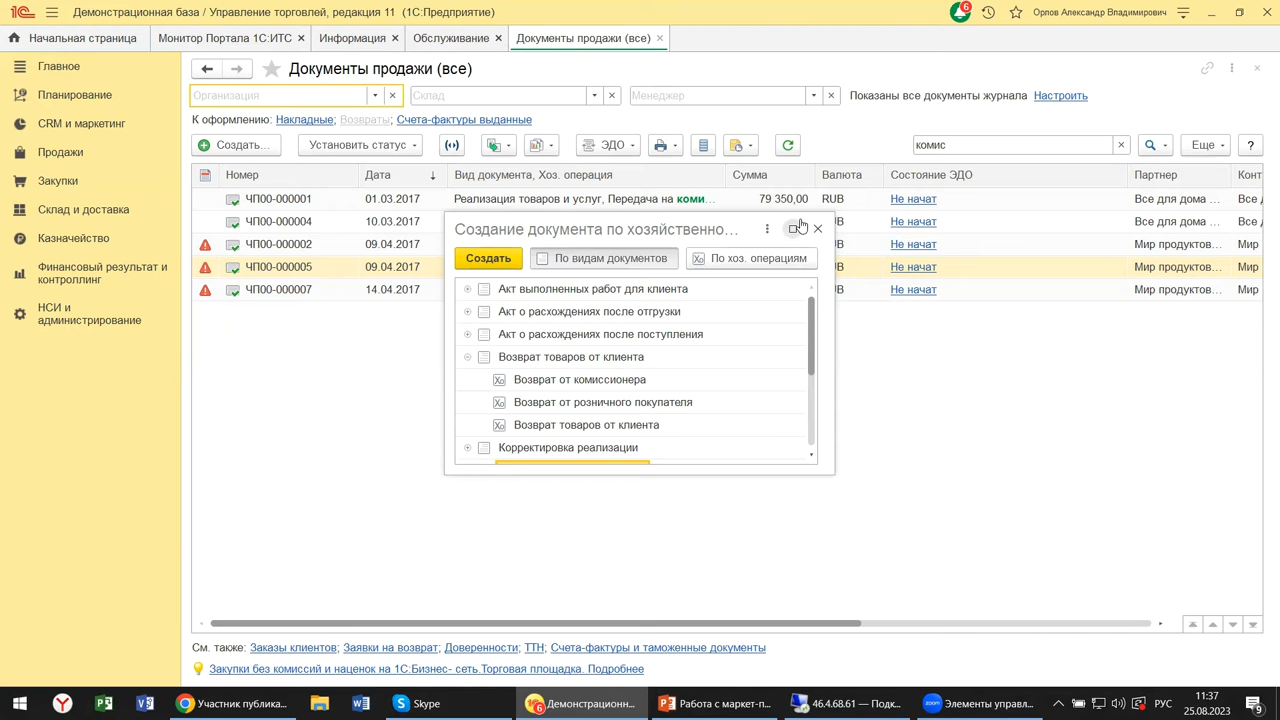 1С Демонстрационная база / Управление торговлей, редакция 11 (1С:Предприятие) 6 Орлов Александр Владимирович
Начальная страница Монитор Портала 1С:ИТС × Информация × Обслуживание × Документы продажи (все) ×
Главное
Планирование
CRM и маркетинг
Продажи
Закупки
Склад и доставка
Казначейство
Финансовый результат и
контроллинг
НСИ и
администрирование
Документы продажи (все)
Организация Склад Менеджер Показаны все документы журнала Настроить
К оформлению: Накладные; Возвраты; Счета-фактуры выданные
Создать... Установить статус ЭДО комис Еще ?
Номер Дата Вид документа, Хоз. операция Сумма Валюта Состояние ЭДО Партнер Конт
ЧП00-000001 01.03.2017 Реализация товаров и услуг, Передача на коми... 79 350,00 RUB Не начат Все для дома ... Все
ЧП00-000004 10.03.2017 Не начат Все для дома ... Все
ЧП00-000002 09.04.2017 UB Не начат Мир продуктов... Мир
ЧП00-000005 09.04.2017 UB Не начат Мир продуктов... Мир
ЧП00-000007 14.04.2017 UB Не начат Мир продуктов... Мир
Создание документа по хозяйственно...
Создать По видам документов Хо По хоз. операциям
Акт выполненных работ для клиента
Акт о расхождениях после отгрузки
Акт о расхождениях после поступления
Возврат товаров от клиента
Хо Возврат от комиссионера
Хо Возврат от розничного покупателя
Хо Возврат товаров от клиента
Корректировка реализации
См. также: Заказы клиентов; Заявки на возврат; Доверенности; ТТН; Счета-фактуры и таможенные документы
Закупки без комиссий и наценок на 1С:Бизнес- сеть.Торговая площадка. Подробнее
Участник публика... Skype Демонстрационн... Работа с маркет-п... 46.4.68.61 — Подк... Элементы управ... РУС 11:37
25.08.2023